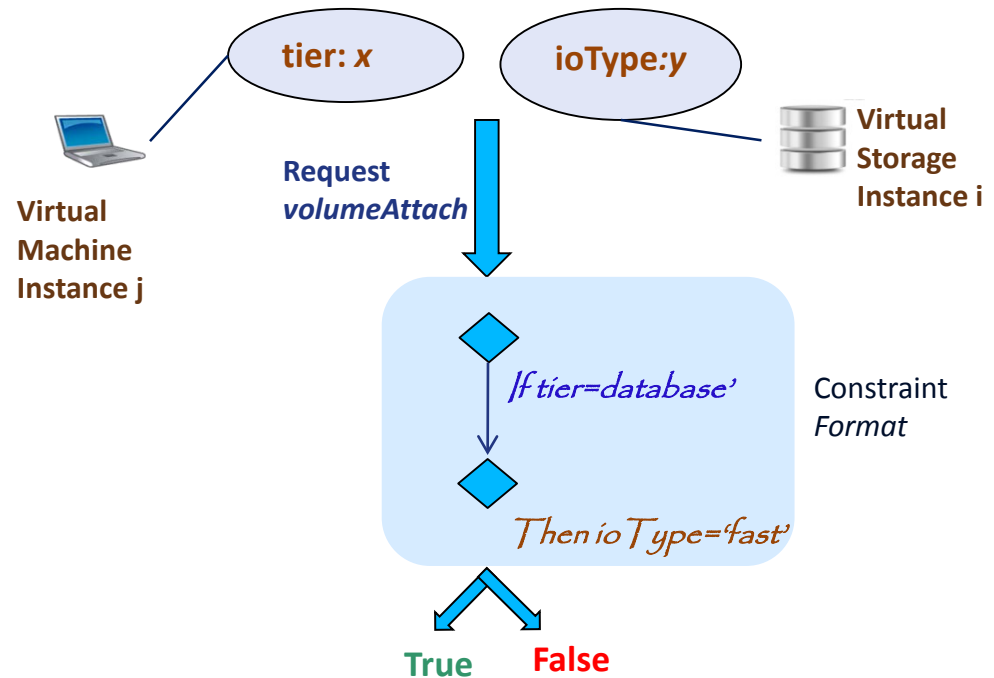 tier: x
ioType:y
Virtual
Storage
Instance i
Request
volumeAttach
Virtual
Machine
Instance j
If tier=database’
Constraint
Format
Then ioType=‘fast’
True
False